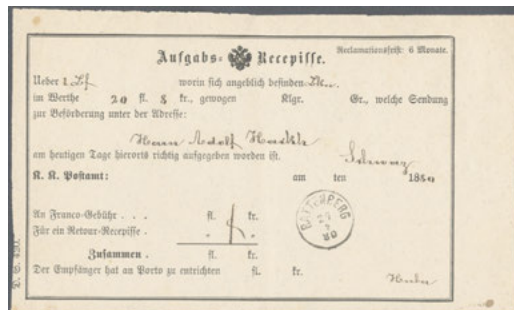 Aufgabs- Recepisse.
Reclamationsfrist: 6 Monate.
Ueber 1 worin sich angeblich befinden
im Werthe 20 fl. 8 kr., gewogen Klgr. Gr., welche Sendung
zur Beförderung unter der Adresse:
Herrn Adolf
Schwaz
am heutigen Tage hierorts richtig aufgegeben worden ist.
K. K. Postamt: am ten 1880
An Franco-Gebühr . . . fl. kr.
Für ein Retour-Recepisse .
Zusammen . fl. kr.
Der Empfänger hat an Porto zu entrichten fl. kr.
RATTENBERG